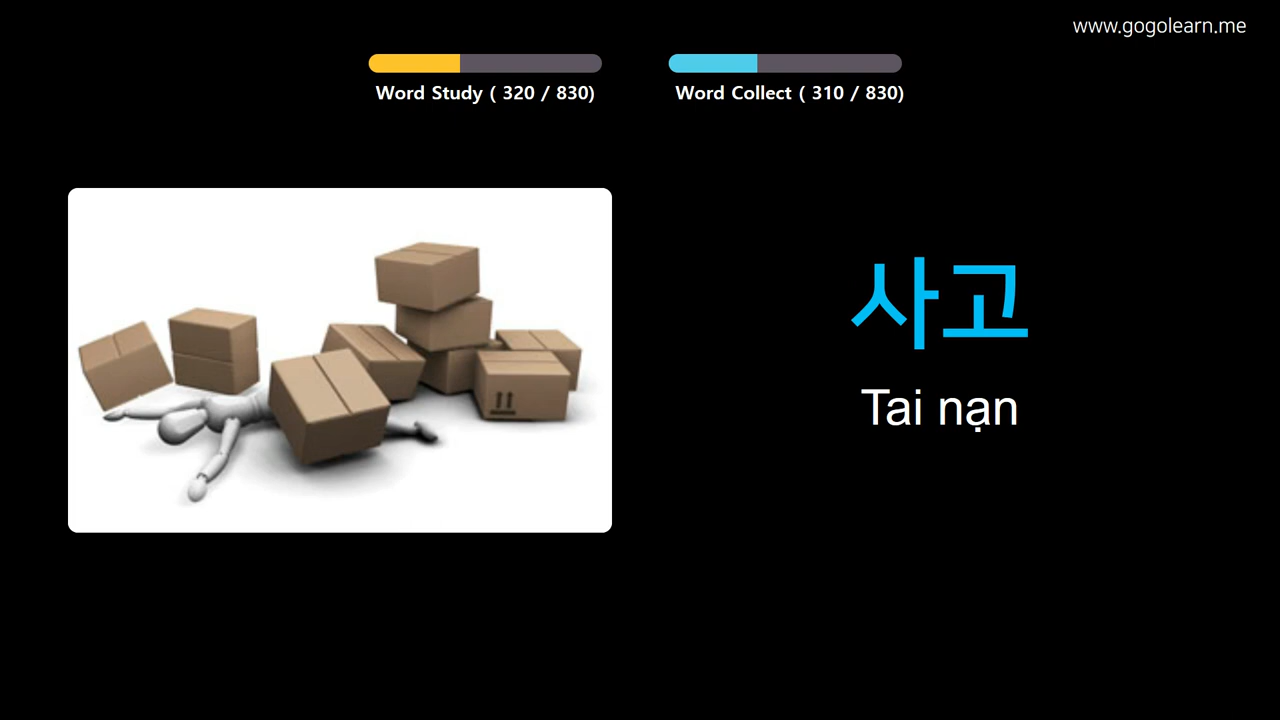 www.gogolearn.me
Word Study ( 320 / 830)
Word Collect ( 310 / 830)
사고
Tai nạn